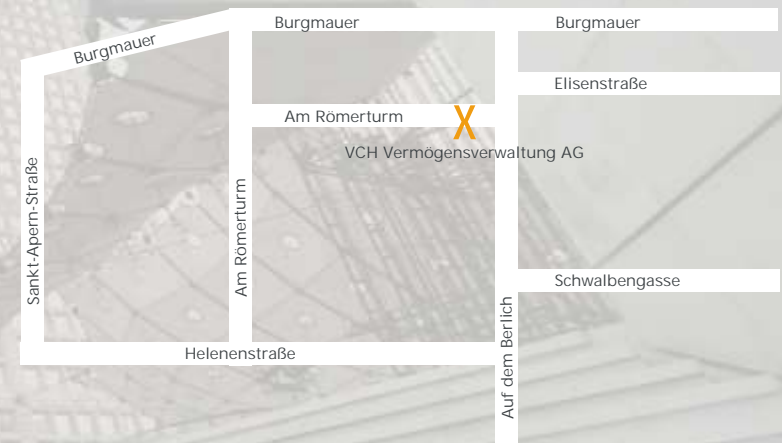 Burgmauer
Burgmauer
Burgmauer
Elisenstraße
Am Römerturm
X
VCH Vermögensverwaltung AG
Sankt-Apern-Straße
Am Römerturm
Schwalbengasse
Auf dem Berlich
Helenenstraße